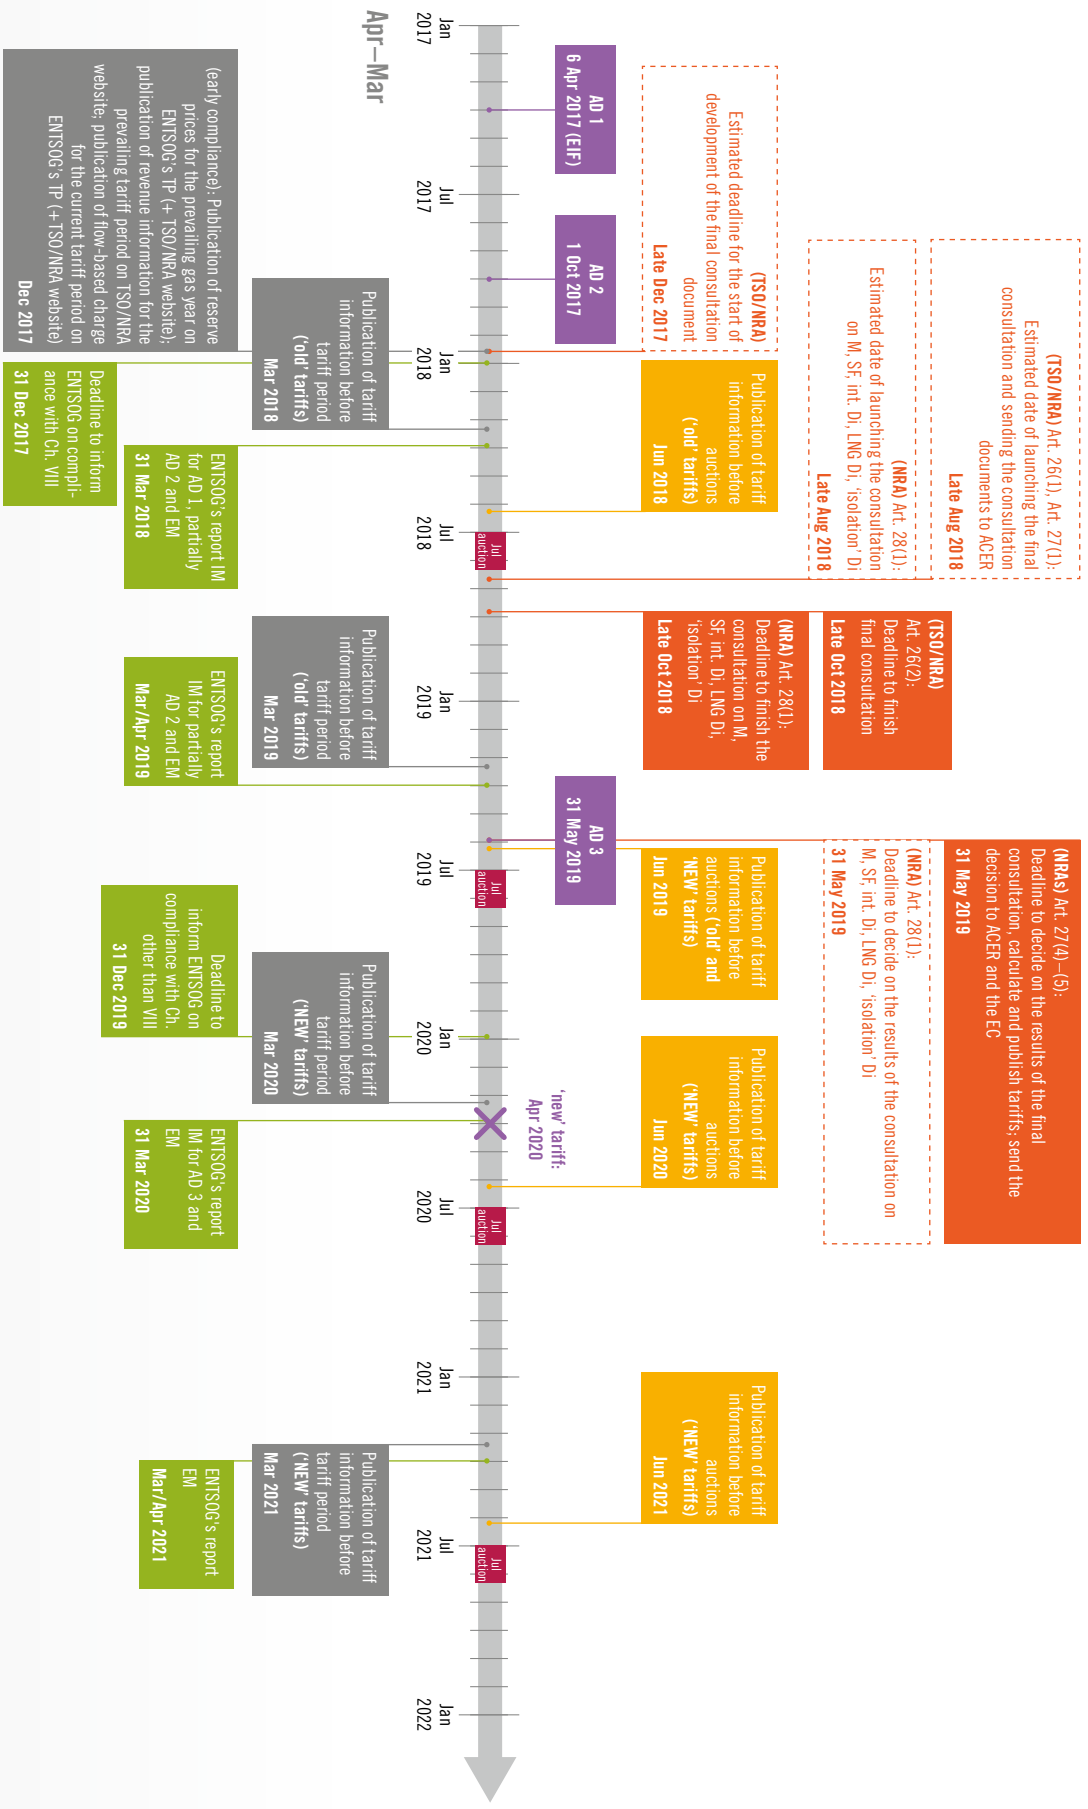 (TSO/NRA) Art. 26(1), Art. 27(1):
Estimated date of launching the final
consultation and sending the consultation
documents to ACER
Late Aug 2018
(NRA) Art. 28(1):
Estimated date of launching the consultation
on M, SF, int. Di, LNG Di, ‘isolation’ Di
Late Aug 2018
(TSO/NRA)
Estimated deadline for the start of
development of the final consultation
document
Late Dec 2017
(TSO/NRA)
Art. 26(2):
Deadline to finish
final consultation
Late Oct 2018
(NRA) Art. 28(1):
Deadline to finish the
consultation on M,
SF, int. Di, LNG Di,
‘isolation’ Di
Late Oct 2018
(NRAs) Art. 27(4)–(5):
Deadline to decide on the results of the final
consultation, calculate and publish tariffs; send the
decision to ACER and the EC
31 May 2019
(NRA) Art. 28(1):
Deadline to decide on the results of the consultation on
M, SF, int. Di, LNG Di, ‘isolation’ Di
31 May 2019
Publication of tariff
information before
auctions
(‘old’ tariffs)
Jun 2018
Publication of tariff
information before
auctions (‘old’ and
‘NEW’ tariffs)
Jun 2019
Publication of tariff
information before
auctions
(‘NEW’ tariffs)
Jun 2020
Publication of tariff
information before
auctions
(‘NEW’ tariffs)
Jun 2021
AD 1
6 Apr 2017 (EIF)
AD 2
1 Oct 2017
AD 3
31 May 2019
‘new’ tariff:
Apr 2020
Jul
auction
Jul
auction
Jul
auction
Jul
auction
Jan
2017
Jul
2017
Jan
2018
Jul
2018
Jan
2019
Jul
2019
Jan
2020
Jul
2020
Jan
2021
Jul
2021
Jan
2022
Apr–Mar
Publication of tariff
information before
tariff period
(‘old’ tariffs)
Mar 2018
Publication of tariff
information before
tariff period
(‘old’ tariffs)
Mar 2019
Publication of tariff
information before
tariff period
(‘NEW’ tariffs)
Mar 2020
Publication of tariff
information before
tariff period
(‘NEW’ tariffs)
Mar 2021
(early compliance): Publication of reserve
prices for the prevailing gas year on
ENTSOG’s TP (+ TSO/NRA website);
publication of revenue information for the
prevailing tariff period on TSO/NRA
website; publication of flow-based charge
for the current tariff period on
ENTSOG’s TP (+TSO/NRA website)
Dec 2017
Deadline to inform
ENTSOG on compli-
ance with Ch. VIII
31 Dec 2017
ENTSOG’s report IM
for AD 1, partially
AD 2 and EM
31 Mar 2018
ENTSOG’s report
IM for partially
AD 2 and EM
Mar/Apr 2019
Deadline to
inform ENTSOG on
compliance with Ch.
other than VIII
31 Dec 2019
ENTSOG’s report
IM for AD 3 and
EM
31 Mar 2020
ENTSOG’s report
EM
Mar/Apr 2021